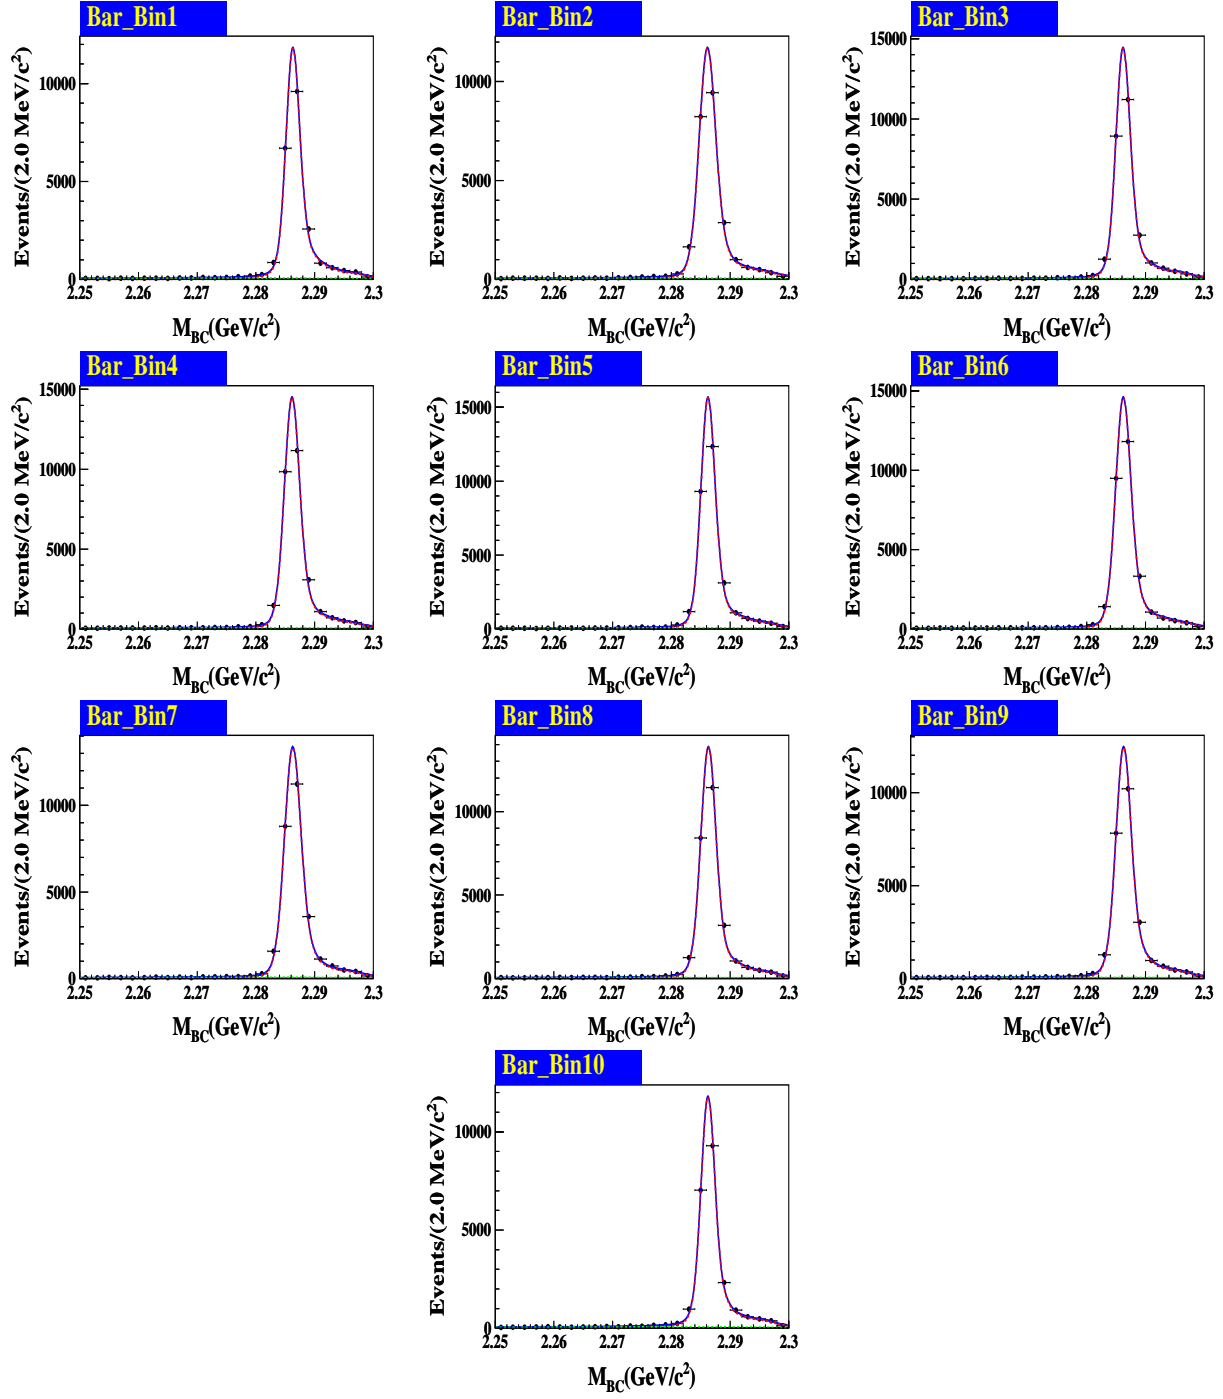 Bar_Bin1
Events/(2.0 MeV/c²)
10000
5000
0
2.25 2.26 2.27 2.28 2.29 2.3
M_BC(GeV/c²)
Bar_Bin2
Events/(2.0 MeV/c²)
10000
5000
0
2.25 2.26 2.27 2.28 2.29 2.3
M_BC(GeV/c²)
Bar_Bin3
Events/(2.0 MeV/c²)
15000
10000
5000
0
2.25 2.26 2.27 2.28 2.29 2.3
M_BC(GeV/c²)
Bar_Bin4
Events/(2.0 MeV/c²)
15000
10000
5000
0
2.25 2.26 2.27 2.28 2.29 2.3
M_BC(GeV/c²)
Bar_Bin5
Events/(2.0 MeV/c²)
15000
10000
5000
0
2.25 2.26 2.27 2.28 2.29 2.3
M_BC(GeV/c²)
Bar_Bin6
Events/(2.0 MeV/c²)
15000
10000
5000
0
2.25 2.26 2.27 2.28 2.29 2.3
M_BC(GeV/c²)
Bar_Bin7
Events/(2.0 MeV/c²)
10000
5000
0
2.25 2.26 2.27 2.28 2.29 2.3
M_BC(GeV/c²)
Bar_Bin8
Events/(2.0 MeV/c²)
10000
5000
0
2.25 2.26 2.27 2.28 2.29 2.3
M_BC(GeV/c²)
Bar_Bin9
Events/(2.0 MeV/c²)
10000
5000
0
2.25 2.26 2.27 2.28 2.29 2.3
M_BC(GeV/c²)
Bar_Bin10
Events/(2.0 MeV/c²)
10000
5000
0
2.25 2.26 2.27 2.28 2.29 2.3
M_BC(GeV/c²)